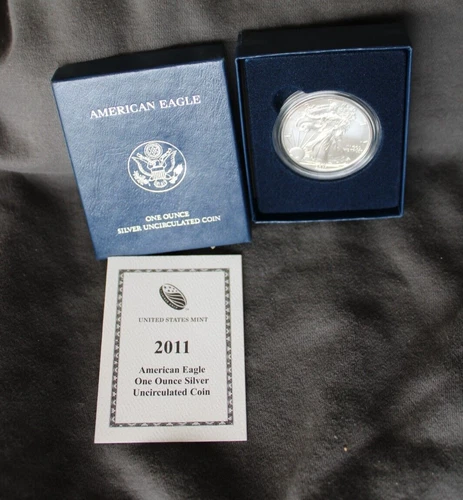 AMERICAN EAGLE
ONE OUNCE
SILVER UNCIRCULATED COIN
UNITED STATES MINT
2011
American Eagle
One Ounce Silver
Uncirculated Coin